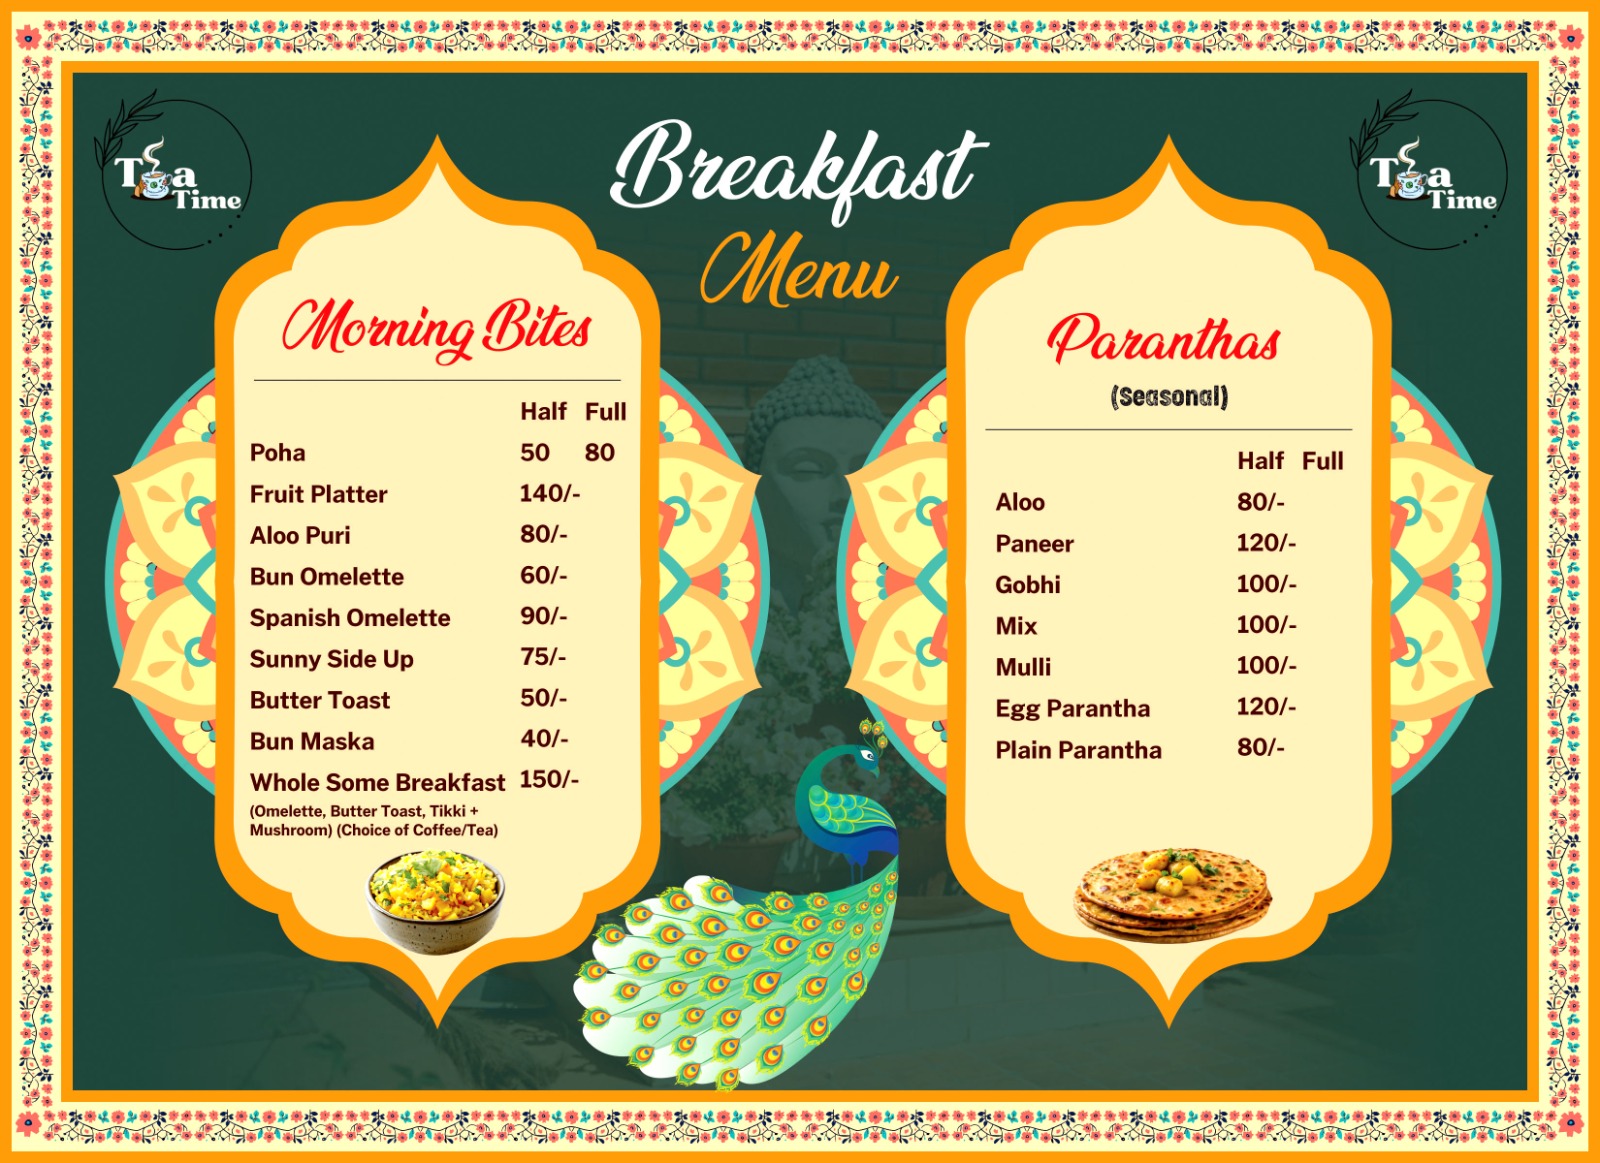 Tea
Time
Breakfast
Menu
Tea
Time
Morning Bites
Half Full
Poha 50 80
Fruit Platter 140/-
Aloo Puri 80/-
Bun Omelette 60/-
Spanish Omelette 90/-
Sunny Side Up 75/-
Butter Toast 50/-
Bun Maska 40/-
Whole Some Breakfast 150/-
(Omelette, Butter Toast, Tikki +
Mushroom) (Choice of Coffee/Tea)
Paranthas
(Seasonal)
Half Full
Aloo 80/-
Paneer 120/-
Gobhi 100/-
Mix 100/-
Mulli 100/-
Egg Parantha 120/-
Plain Parantha 80/-